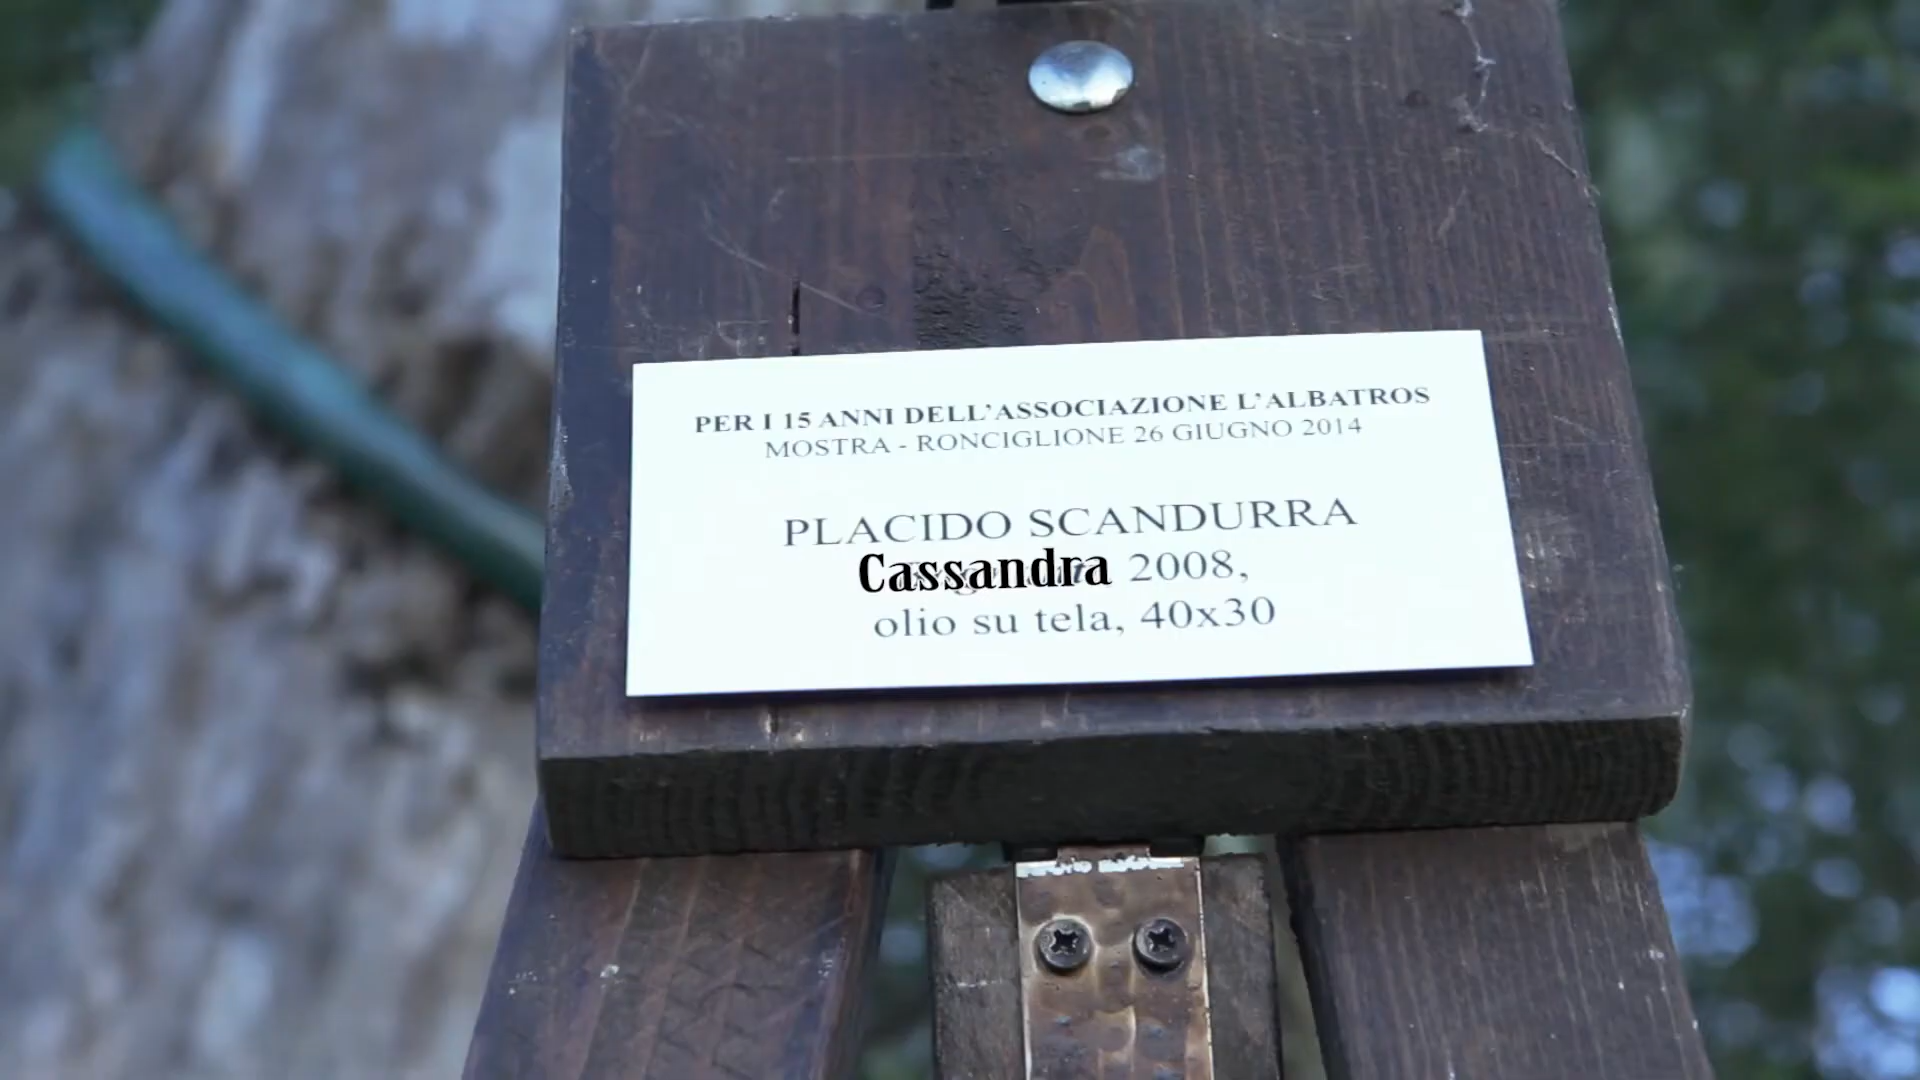 PER I 15 ANNI DELL'ASSOCIAZIONE L'ALBATROS
MOSTRA - RONCIGLIONE 26 GIUGNO 2014
PLACIDO SCANDURRA
Cassandra 2008,
olio su tela, 40x30